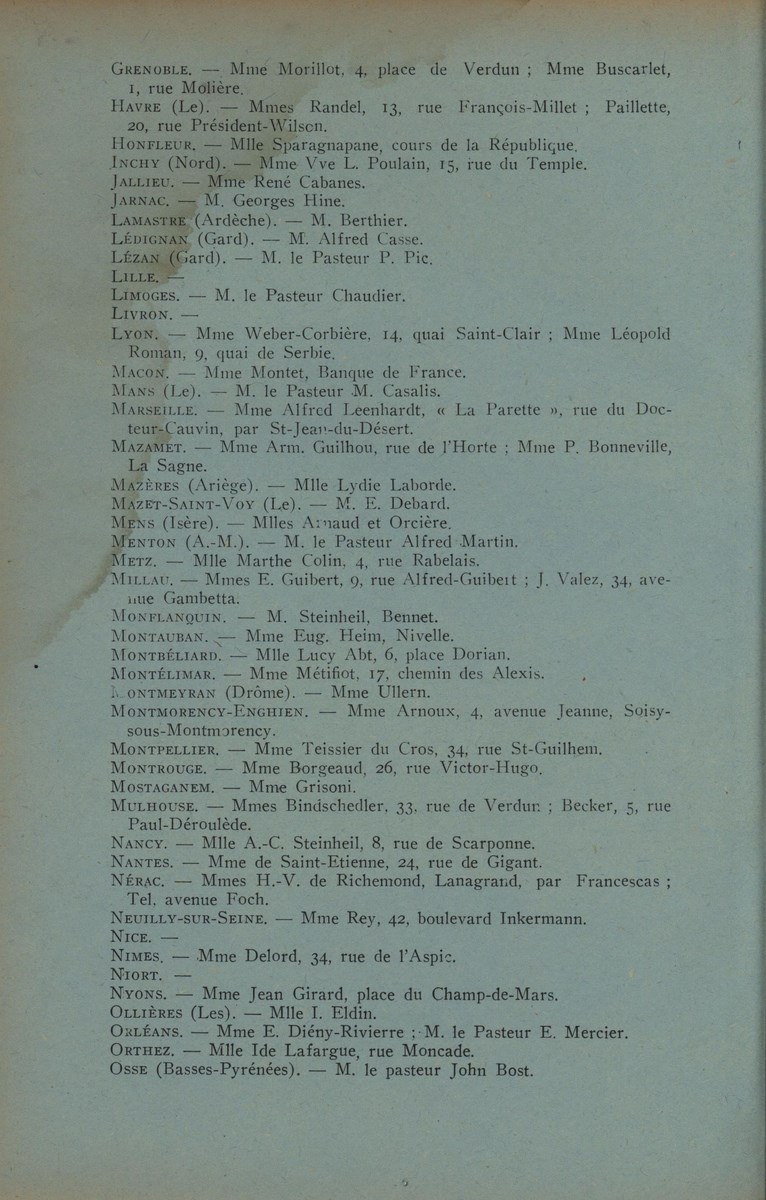 GRENOBLE. — Mme Morillot, 4, place de Verdun ; Mme Buscarlet,
1, rue Molière.
HAVRE (Le). — Mmes Randel, 13, rue François-Millet ; Paillette,
20, rue Président-Wilson.
HONFLEUR. — Mlle Sparagnapane, cours de la République.
INCHY (Nord). — Mme Vve L. Poulain, 15, rue du Temple.
JALLIEU. — Mme René Cabanes.
JARNAC. — M. Georges Hine.
LAMASTRE (Ardèche). — M. Berthier.
LÉDIGNAN (Gard). — M. Alfred Casse.
LÉZAN (Gard). — M. le Pasteur P. Pic.
LILLE. —
LIMOGES. — M. le Pasteur Chaudier.
LIVRON. —
LYON. — Mme Weber-Corbière, 14, quai Saint-Clair ; Mme Léopold
Roman, 9, quai de Serbie.
MACON. — Mme Montet, Banque de France.
MANS (Le). — M. le Pasteur M. Casalis.
MARSEILLE. — Mme Alfred Leenhardt, « La Parette », rue du Doc-
teur-Cauvin, par St-Jean-du-Désert.
MAZAMET. — Mme Arm. Guilhou, rue de l'Horte ; Mme P. Bonneville,
La Sagne.
MAZÈRES (Ariège). — Mlle Lydie Laborde.
MAZET-SAINT-VOY (Le). — M. E. Debard.
MENS (Isère). — Mlles Arnaud et Orcière.
MENTON (A.-M.). — M. le Pasteur Alfred Martin.
METZ. — Mlle Marthe Colin, 4, rue Rabelais.
MILLAU. — Mmes E. Guibert, 9, rue Alfred-Guibert ; J. Valez, 34, ave-
nue Gambetta.
MONFLANQUIN. — M. Steinheil, Bennet.
MONTAUBAN. — Mme Eug. Heim, Nivelle.
MONTBÉLIARD. — Mlle Lucy Abt, 6, place Dorian.
MONTÉLIMAR. — Mme Métifiot, 17, chemin des Alexis.
MONTMEYRAN (Drôme). — Mme Ullern.
MONTMORENCY-ENGHIEN. — Mme Arnoux, 4, avenue Jeanne, Soisy-
sous-Montmorency.
MONTPELLIER. — Mme Teissier du Cros, 34, rue St-Guilhem.
MONTROUGE. — Mme Borgeaud, 26, rue Victor-Hugo.
MOSTAGANEM. — Mme Grisoni.
MULHOUSE. — Mmes Bindschedler, 33, rue de Verdun ; Becker, 5, rue
Paul-Déroulède.
NANCY. — Mlle A.-C. Steinheil, 8, rue de Scarponne.
NANTES. — Mme de Saint-Etienne, 24, rue de Gigant.
NÉRAC. — Mmes H.-V. de Richemond, Lanagrand, par Francescas ;
Tel, avenue Foch.
NEUILLY-SUR-SEINE. — Mme Rey, 42, boulevard Inkermann.
NICE. —
NIMES. — Mme Delord, 34, rue de l'Aspic.
NIORT. —
NYONS. — Mme Jean Girard, place du Champ-de-Mars.
OLLIÈRES (Les). — Mlle I. Eldin.
ORLÉANS. — Mme E. Diény-Rivierre ; M. le Pasteur E. Mercier.
ORTHEZ. — Mlle Ide Lafargue, rue Moncade.
OSSE (Basses-Pyrénées). — M. le pasteur John Bost.